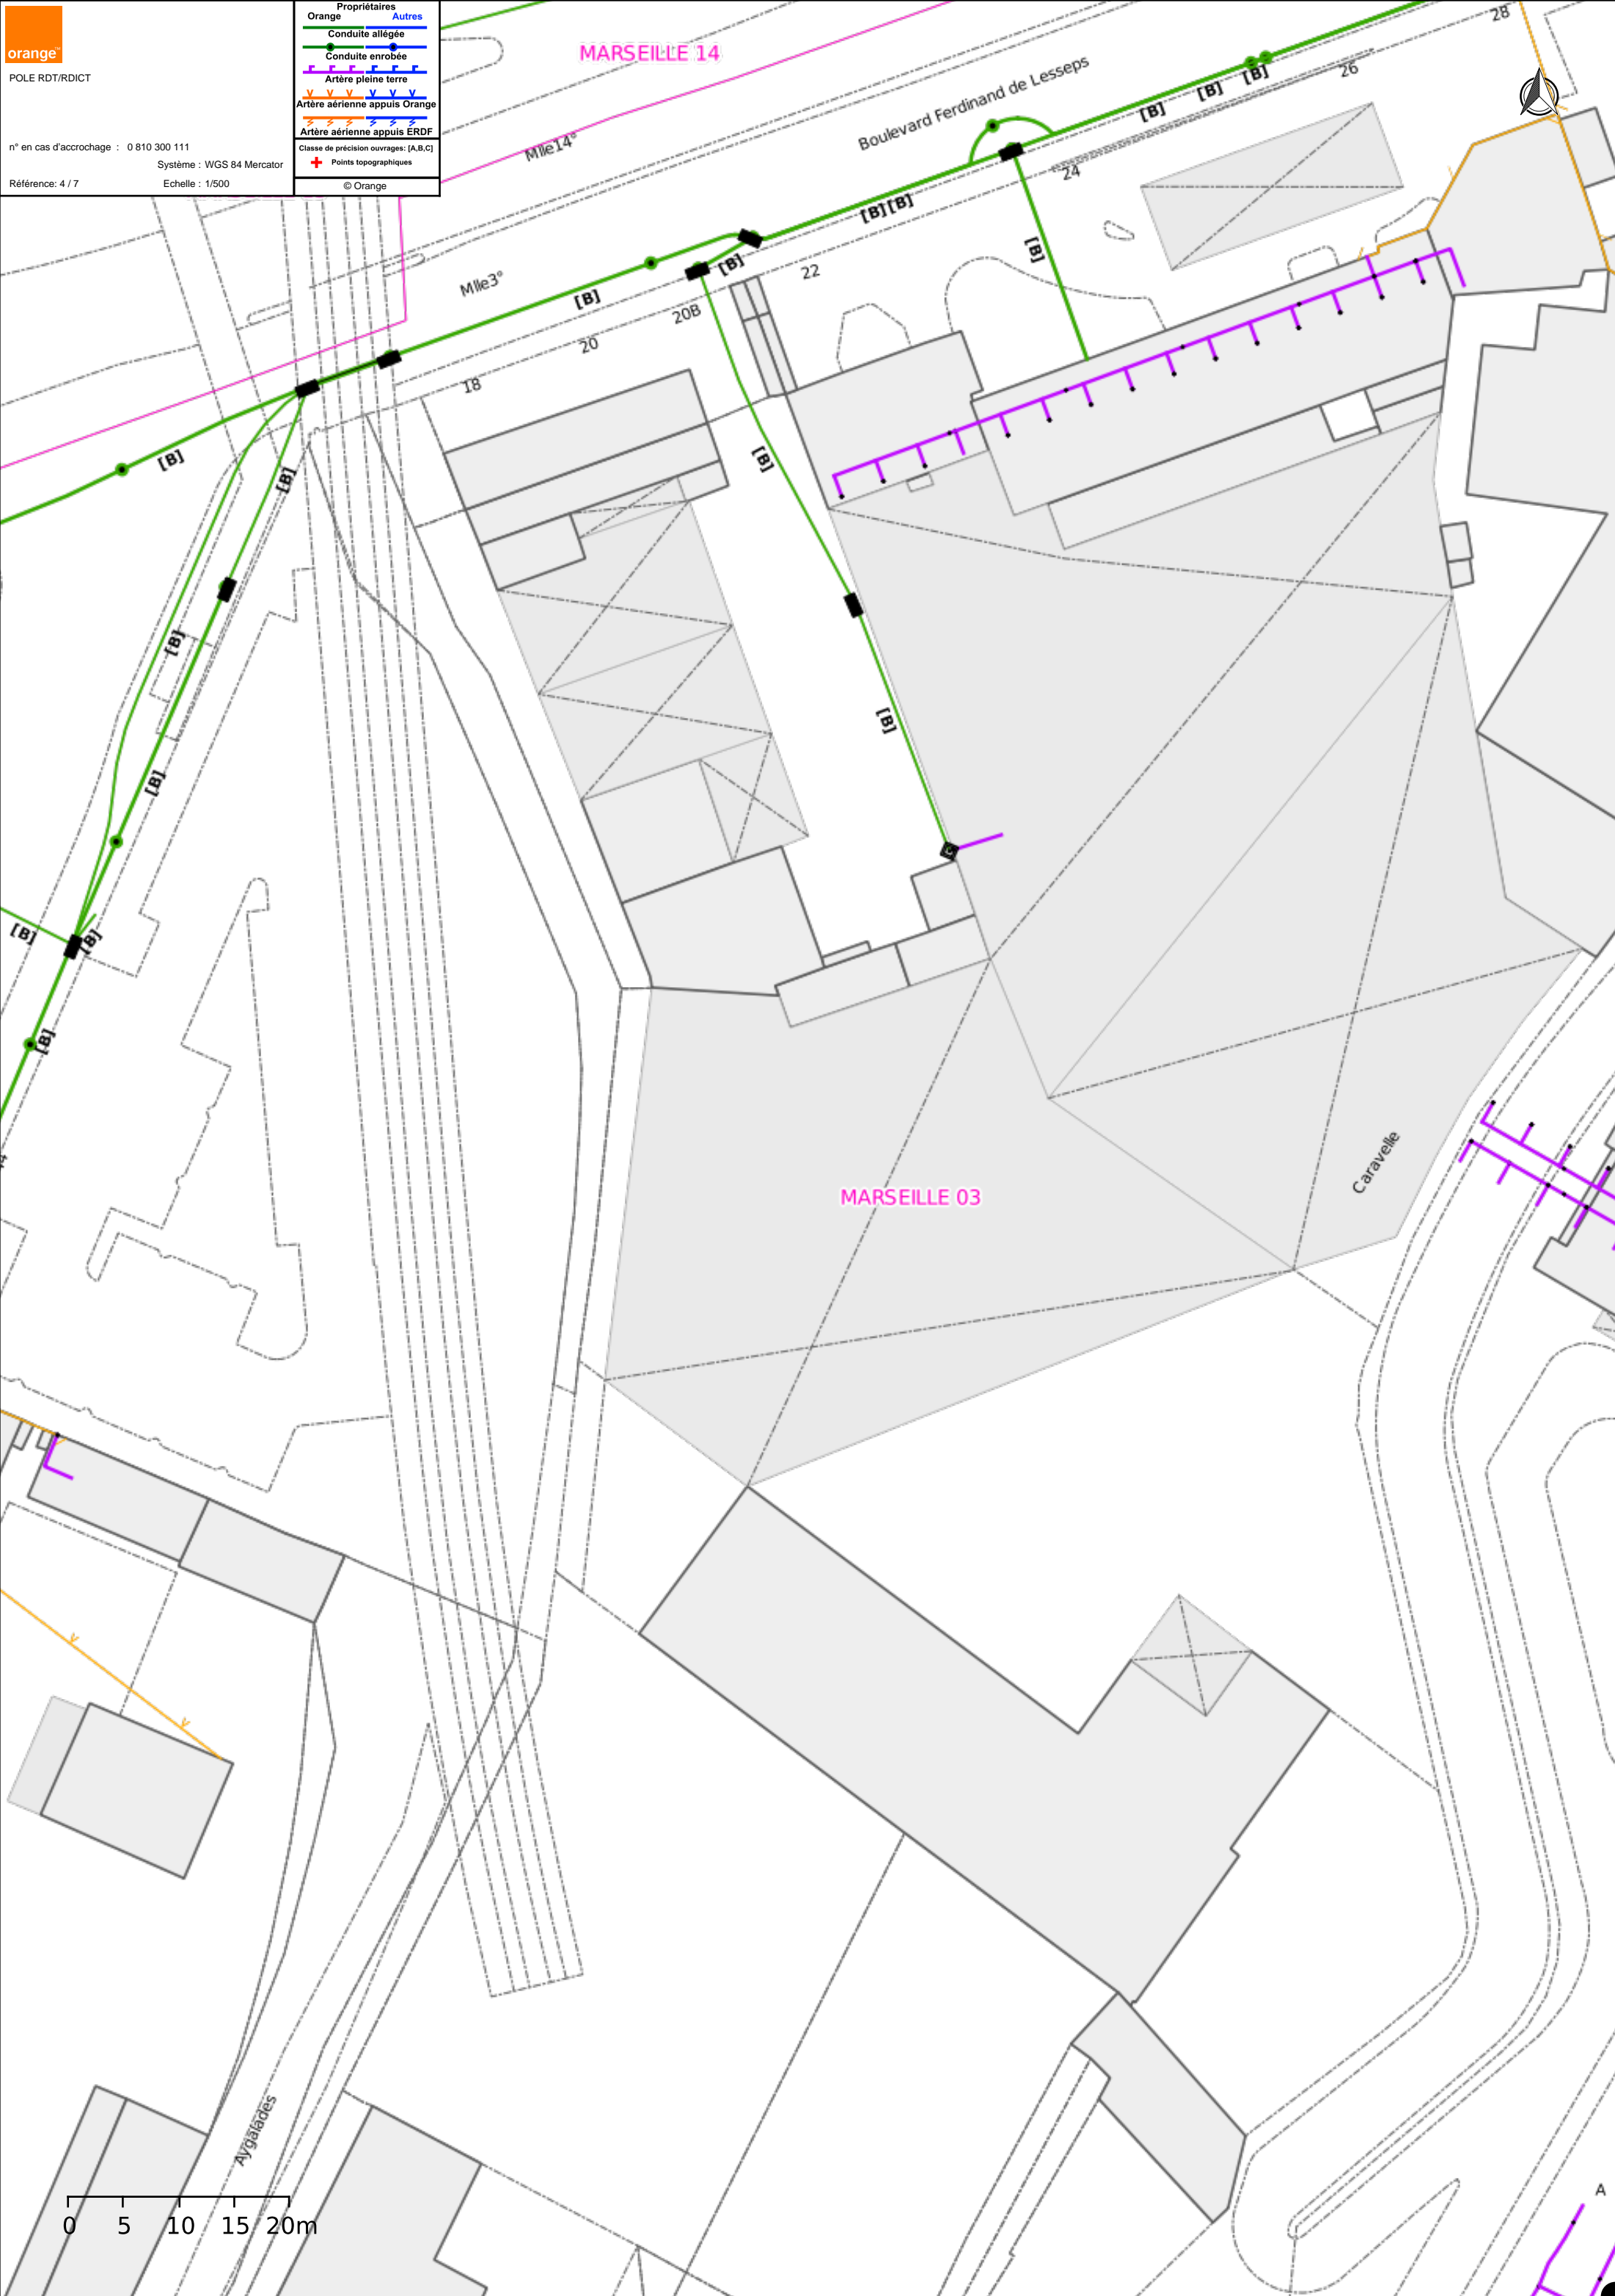 orange™
POLE RDT/RDICT
n° en cas d'accrochage : 0 810 300 111
Système : WGS 84 Mercator
Référence: 4 / 7
Echelle : 1/500
Propriétaires
Orange
Autres
Conduite allégée
Conduite enrobée
Artère pleine terre
Artère aérienne appuis Orange
Artère aérienne appuis ERDF
Classe de précision ouvrages: [A,B,C]
Points topographiques
© Orange
MARSEILLE 14
28
26
Boulevard Ferdinand de Lesseps
[B]
[B]
[B]
Mlle14°
24
[B][B]
[B]
[B]
22
Mlle3°
[B]
20B
20
18
[B]
[B]
[B]
[B]
[B]
[B]
[B]
[B]
[B]
C
Caravelle
MARSEILLE 03
Aygalades
0 5 10 15 20m
A